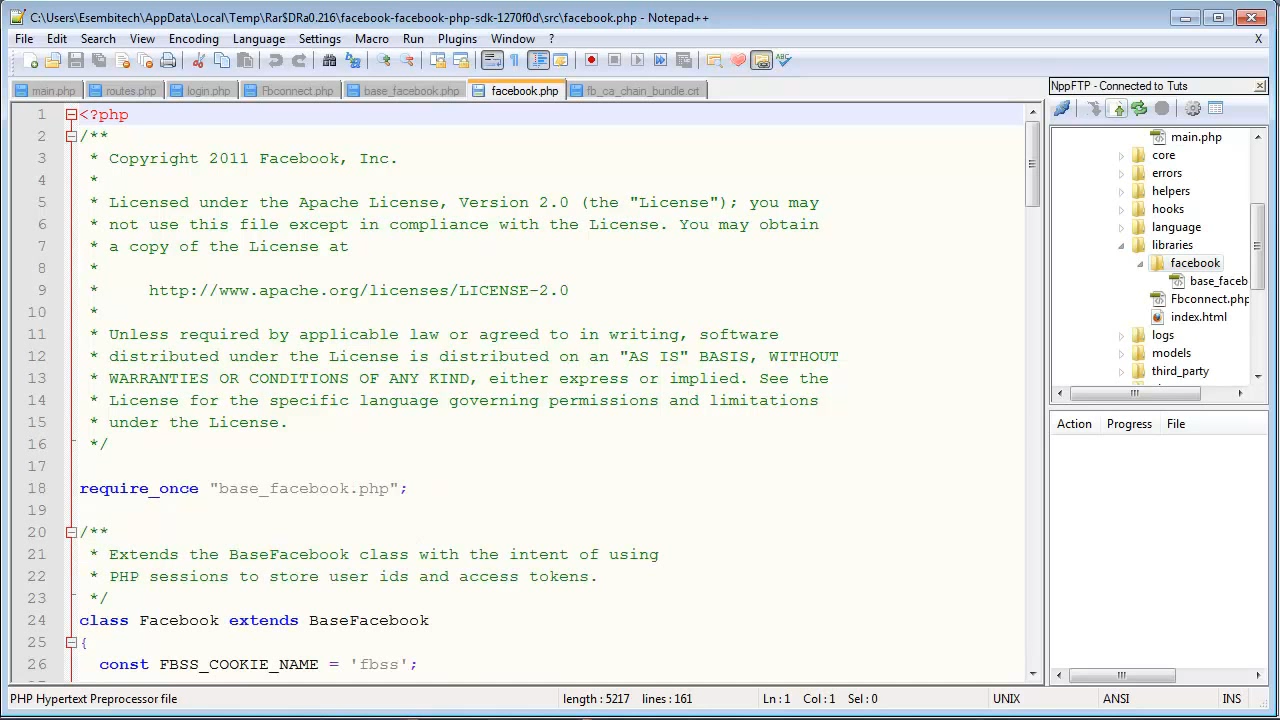 C:\Users\Esembitech\AppData\Local\Temp\Rar$DRa0.216\facebook-facebook-php-sdk-1270f0d\src\facebook.php - Notepad++
File Edit Search View Encoding Language Settings Macro Run Plugins Window ? X
main.php routes.php login.php Fbconnect.php base_facebook.php facebook.php fb_ca_chain_bundle.crt
1 <?php
2 /**
3 * Copyright 2011 Facebook, Inc.
4 *
5 * Licensed under the Apache License, Version 2.0 (the "License"); you may
6 * not use this file except in compliance with the License. You may obtain
7 * a copy of the License at
8 *
9 * http://www.apache.org/licenses/LICENSE-2.0
10 *
11 * Unless required by applicable law or agreed to in writing, software
12 * distributed under the License is distributed on an "AS IS" BASIS, WITHOUT
13 * WARRANTIES OR CONDITIONS OF ANY KIND, either express or implied. See the
14 * License for the specific language governing permissions and limitations
15 * under the License.
16 */
17
18 require_once "base_facebook.php";
19
20 /**
21 * Extends the BaseFacebook class with the intent of using
22 * PHP sessions to store user ids and access tokens.
23 */
24 class Facebook extends BaseFacebook
25 {
26 const FBSS_COOKIE_NAME = 'fbss';
NppFTP - Connected to Tuts
main.php
core
errors
helpers
hooks
language
libraries
facebook
base_faceb
Fbconnect.php
index.html
logs
models
third_party
Action Progress File
PHP Hypertext Preprocessor file length : 5217 lines : 161 Ln : 1 Col : 1 Sel : 0 UNIX ANSI INS